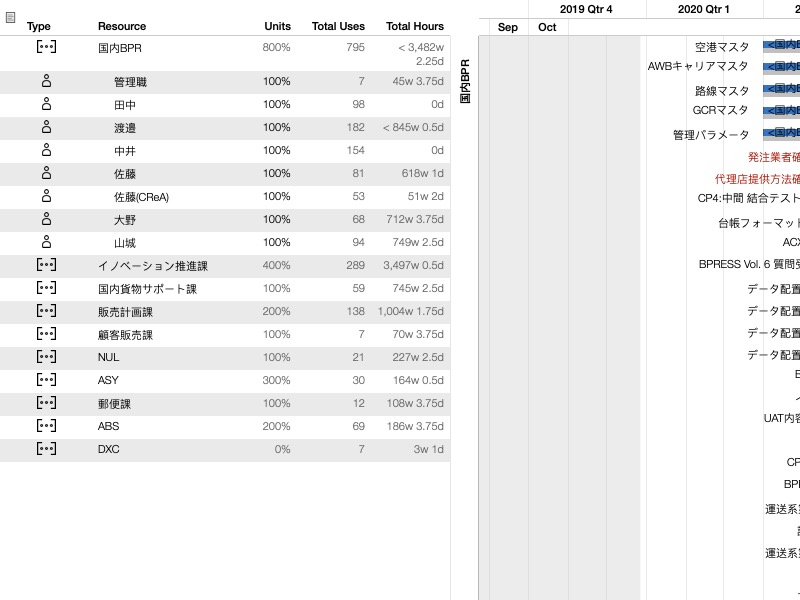 2019 Qtr 4 2020 Qtr 1
Type Resource Units Total Uses Total Hours Sep Oct
国内BPR 800% 795 < 3,482w
2.25d
管理職 100% 7 45w 3.75d
田中 100% 98 0d
渡邉 100% 182 < 845w 0.5d
中井 100% 154 0d
佐藤 100% 81 618w 1d
佐藤(CReA) 100% 53 51w 2d
大野 100% 68 712w 3.75d
山城 100% 94 749w 2.5d
イノベーション推進課 400% 289 3,497w 0.5d
国内貨物サポート課 100% 59 745w 2.5d
販売計画課 200% 138 1,004w 1.75d
顧客販売課 100% 7 70w 3.75d
NUL 100% 21 227w 2.5d
ASY 300% 30 164w 0.5d
郵便課 100% 12 108w 3.75d
ABS 200% 69 186w 3.75d
DXC 0% 7 3w 1d
国内BPR
空港マスタ <国内
AWBキャリアマスタ <国内
路線マスタ <国内
GCRマスタ <国内
管理パラメータ <国内
発注業者確
代理店提供方法確
CP4:中間 結合テスト
台帳フォーマット
AC
BPRESS Vol. 6 質問
データ配置
データ配置
データ配置
データ配置
UAT内容
CP
BP
運送系
運送系